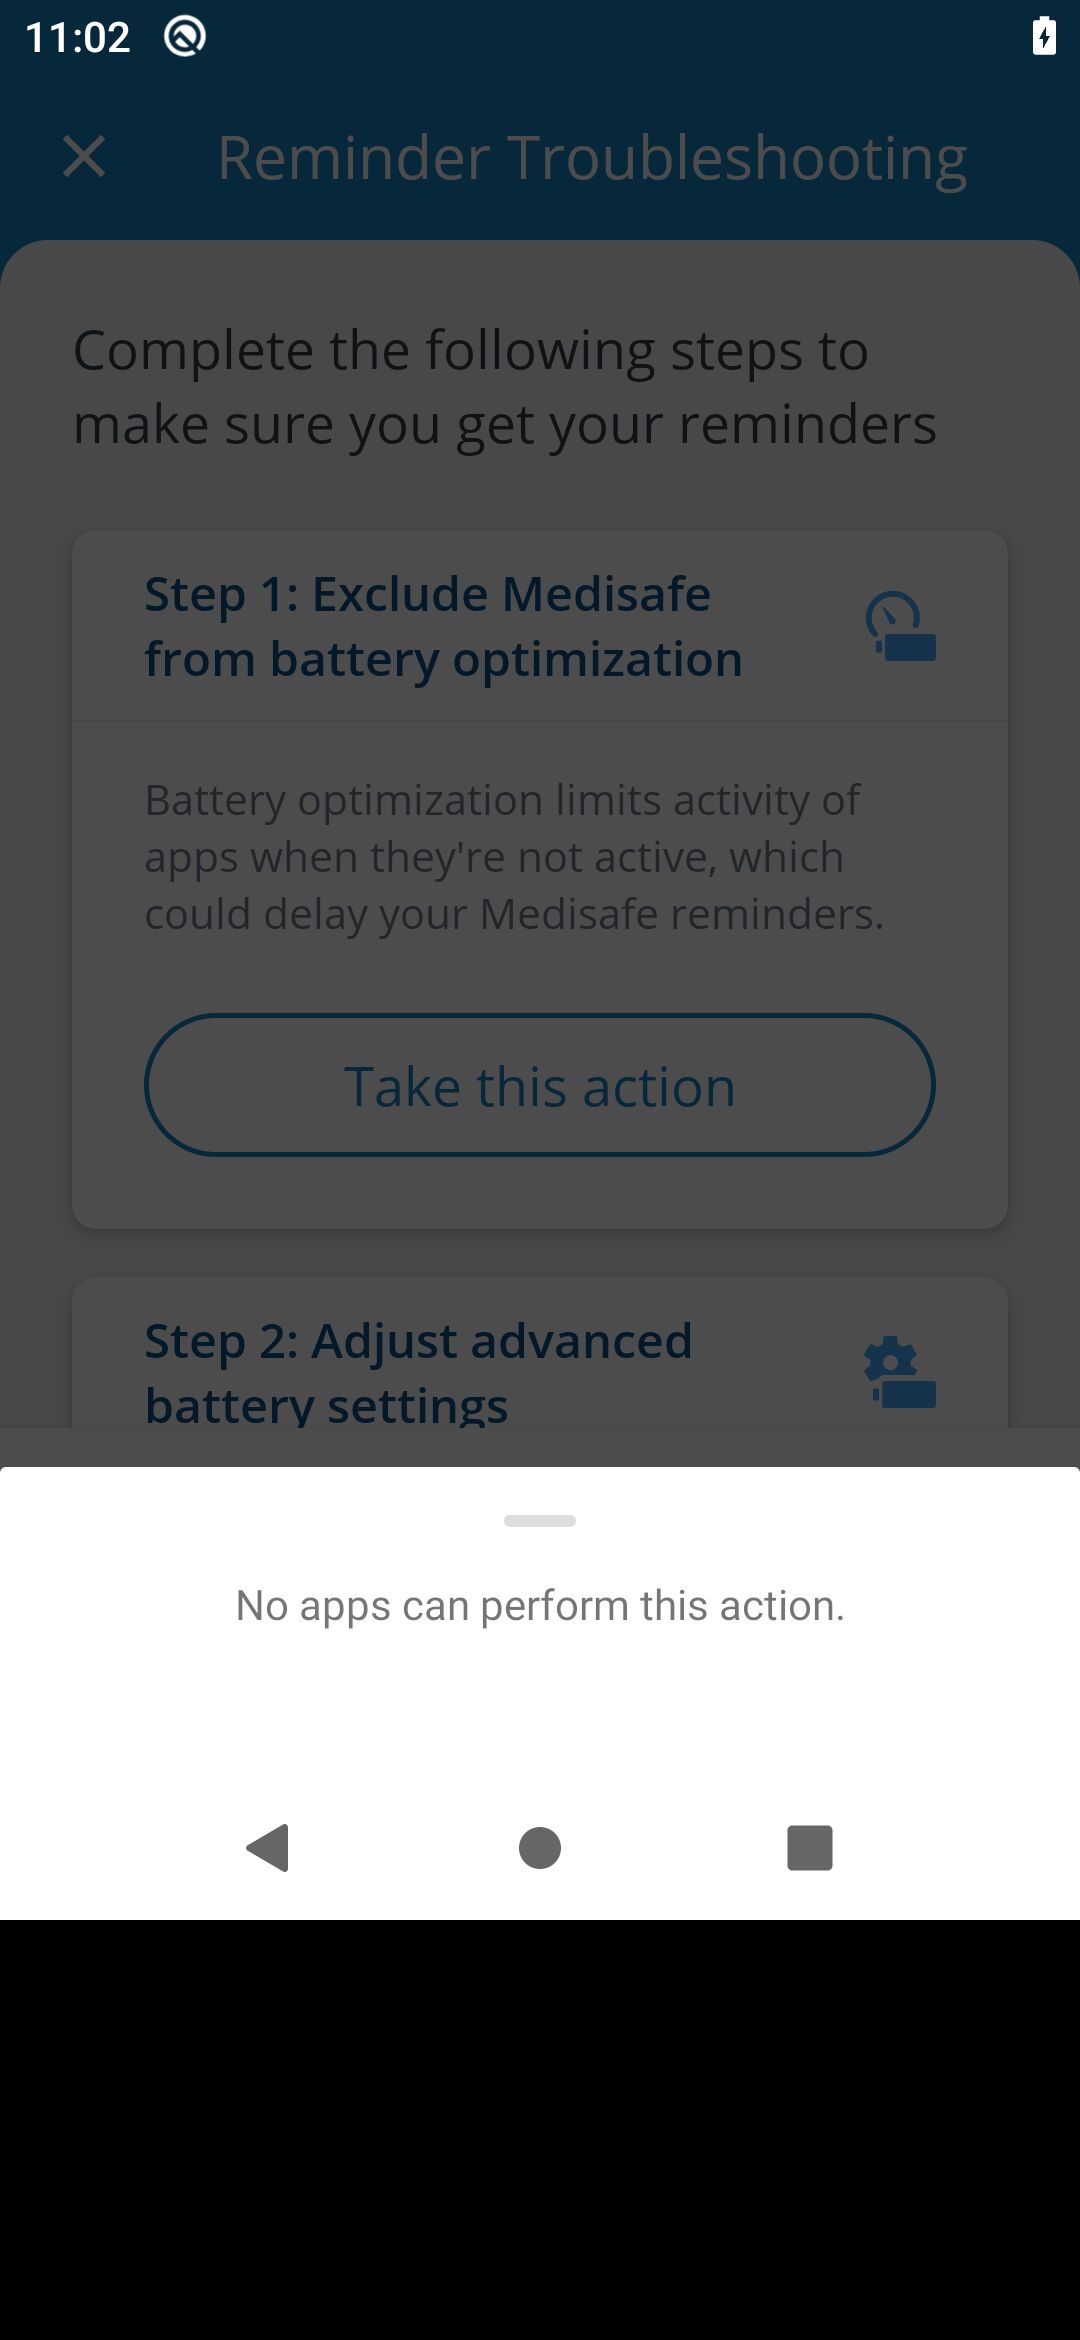 11:02
Reminder Troubleshooting
Complete the following steps to
make sure you get your reminders
Step 1: Exclude Medisafe
from battery optimization
Battery optimization limits activity of
apps when they're not active, which
could delay your Medisafe reminders.
Take this action
Step 2: Adjust advanced
battery settings
No apps can perform this action.